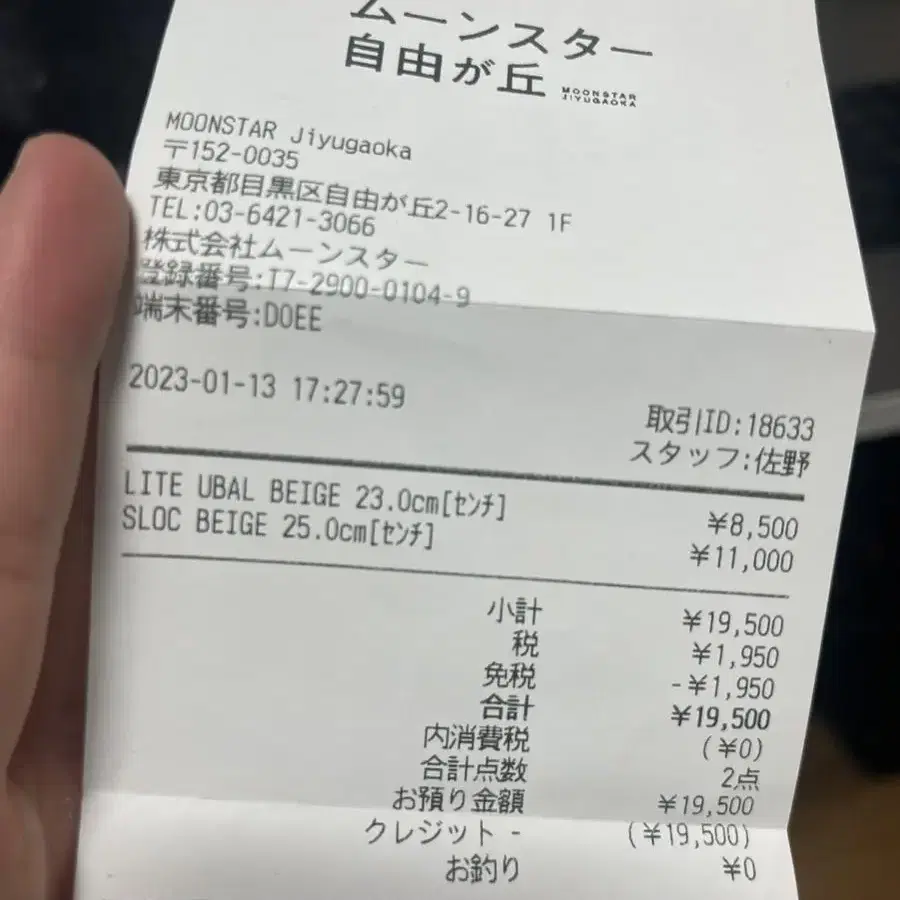 ムーンスター
自由が丘 MOONSTAR JIYUGAOKA
MOONSTAR Jiyugaoka
〒152-0035
東京都目黒区自由が丘2-16-27 1F
TEL:03-6421-3066
株式会社ムーンスター
登録番号:T7-2900-0104-9
端末番号:D0EE
2023-01-13 17:27:59
取引ID:18633
スタッフ:佐野
LITE UBAL BEIGE 23.0cm[センチ] ¥8,500
SLOC BEIGE 25.0cm[センチ] ¥11,000
小計 ¥19,500
税 ¥1,950
免税 -¥1,950
合計 ¥19,500
内消費税 (¥0)
合計点数 2点
お預り金額 ¥19,500
クレジット - (¥19,500)
お釣り ¥0